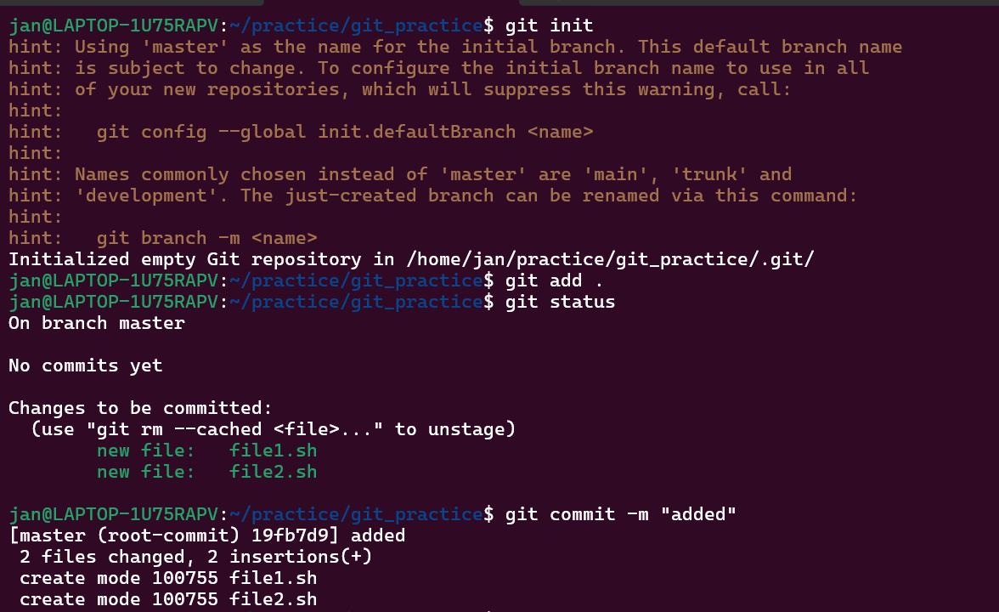 jan@LAPTOP-1U75RAPV:~/practice/git_practice$ git init
hint: Using 'master' as the name for the initial branch. This default branch name
hint: is subject to change. To configure the initial branch name to use in all
hint: of your new repositories, which will suppress this warning, call:
hint:
hint:   git config --global init.defaultBranch <name>
hint:
hint: Names commonly chosen instead of 'master' are 'main', 'trunk' and
hint: 'development'. The just-created branch can be renamed via this command:
hint:
hint:   git branch -m <name>
Initialized empty Git repository in /home/jan/practice/git_practice/.git/
jan@LAPTOP-1U75RAPV:~/practice/git_practice$ git add .
jan@LAPTOP-1U75RAPV:~/practice/git_practice$ git status
On branch master
No commits yet
Changes to be committed:
  (use "git rm --cached <file>..." to unstage)
        new file:   file1.sh
        new file:   file2.sh
jan@LAPTOP-1U75RAPV:~/practice/git_practice$ git commit -m "added"
[master (root-commit) 19fb7d9] added
 2 files changed, 2 insertions(+)
 create mode 100755 file1.sh
 create mode 100755 file2.sh